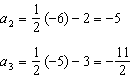 a₂ = 1/2 (−6) − 2 = −5
a₃ = 1/2 (−5) − 3 = −11/2